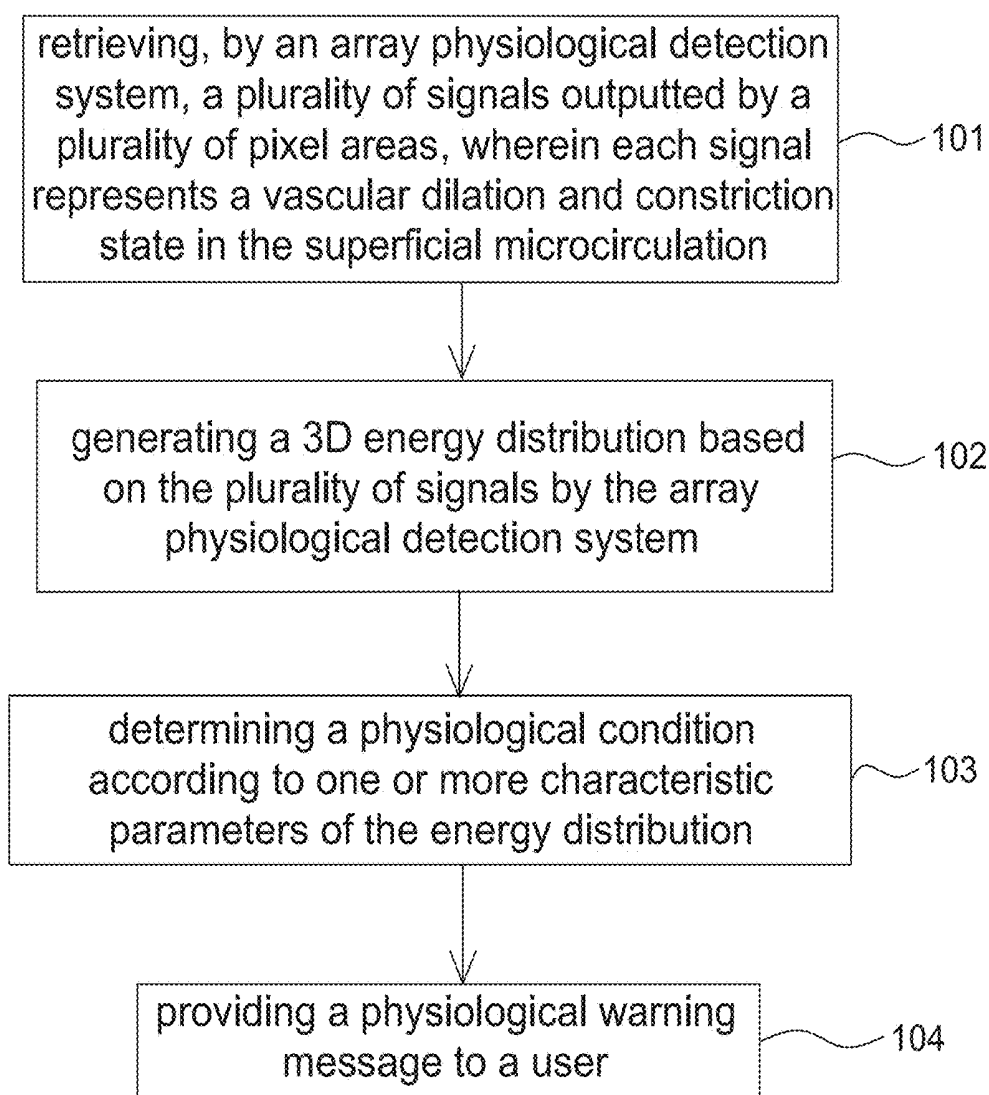 retrieving, by an array physiological detection
system, a plurality of signals outputted by a
plurality of pixel areas, wherein each signal
represents a vascular dilation and constriction
state in the superficial microcirculation
101
generating a 3D energy distribution based
on the plurality of signals by the array
physiological detection system
102
determining a physiological condition
according to one or more characteristic
parameters of the energy distribution
103
providing a physiological warning
message to a user
104